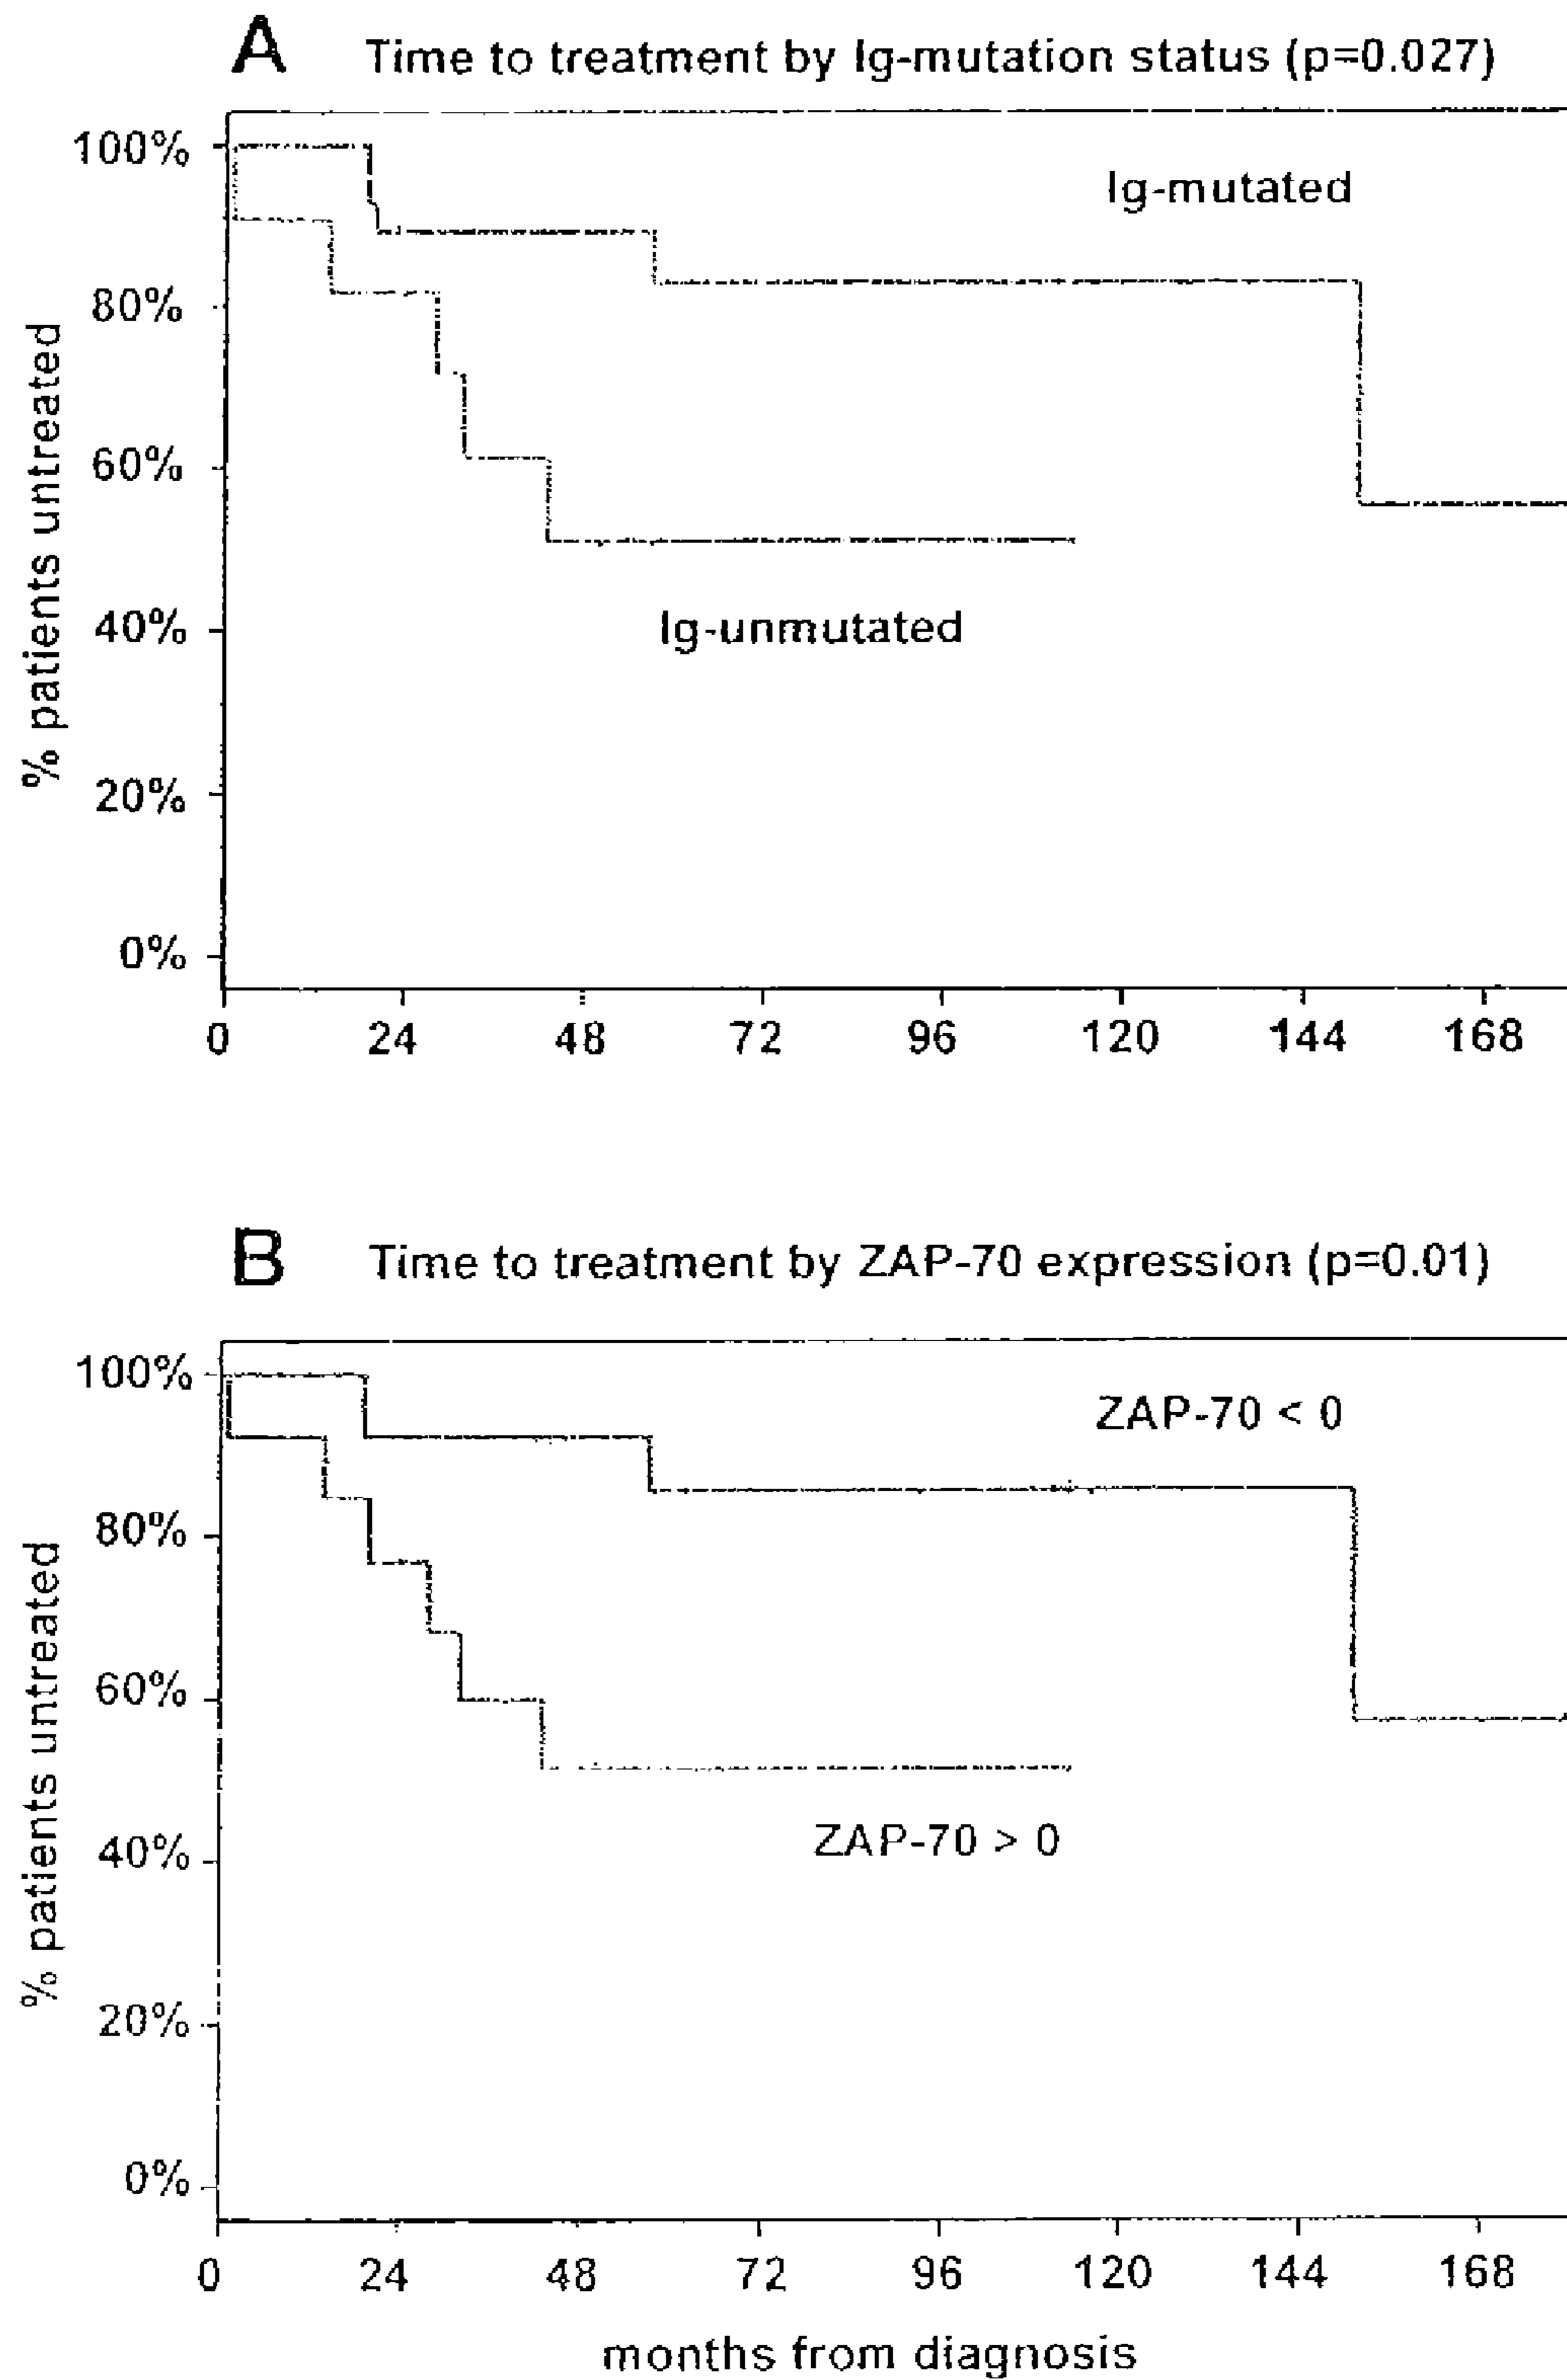 A Time to treatment by Ig-mutation status (p=0.027)
100%
80%
60%
40%
20%
0%
% patients untreated
Ig-mutated
Ig-unmutated
0 24 48 72 96 120 144 168
B Time to treatment by ZAP-70 expression (p=0.01)
100%
80%
60%
40%
20%
0%
% patients untreated
ZAP-70 < 0
ZAP-70 > 0
0 24 48 72 96 120 144 168
months from diagnosis